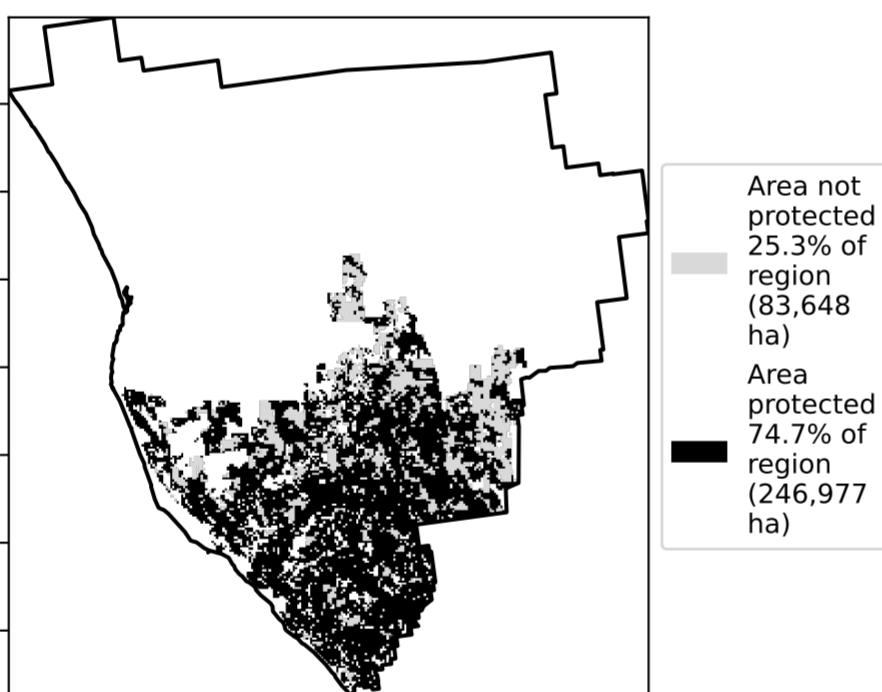 Area not
protected
25.3% of
region
(83,648
ha)
Area
protected
74.7% of
region
(246,977
ha)